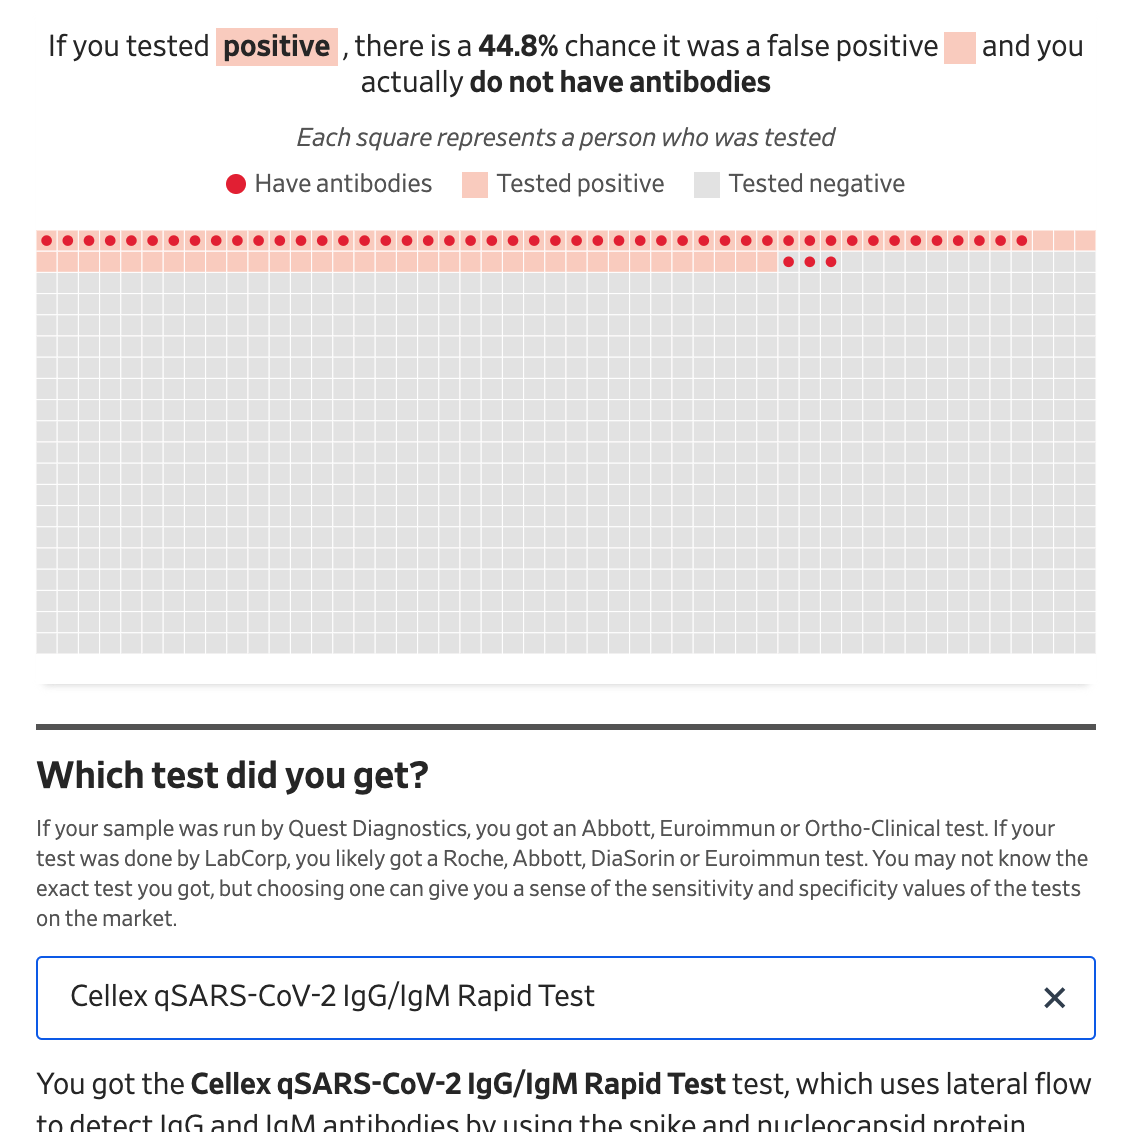 If you tested positive , there is a 44.8% chance it was a false positive and you
actually do not have antibodies
Each square represents a person who was tested
Have antibodies Tested positive Tested negative
Which test did you get?
If your sample was run by Quest Diagnostics, you got an Abbott, Euroimmun or Ortho-Clinical test. If your
test was done by LabCorp, you likely got a Roche, Abbott, DiaSorin or Euroimmun test. You may not know the
exact test you got, but choosing one can give you a sense of the sensitivity and specificity values of the tests
on the market.
Cellex qSARS-CoV-2 IgG/IgM Rapid Test
You got the Cellex qSARS-CoV-2 IgG/IgM Rapid Test test, which uses lateral flow
to detect IgG and IgM antibodies by using the spike and nucleocapsid protein